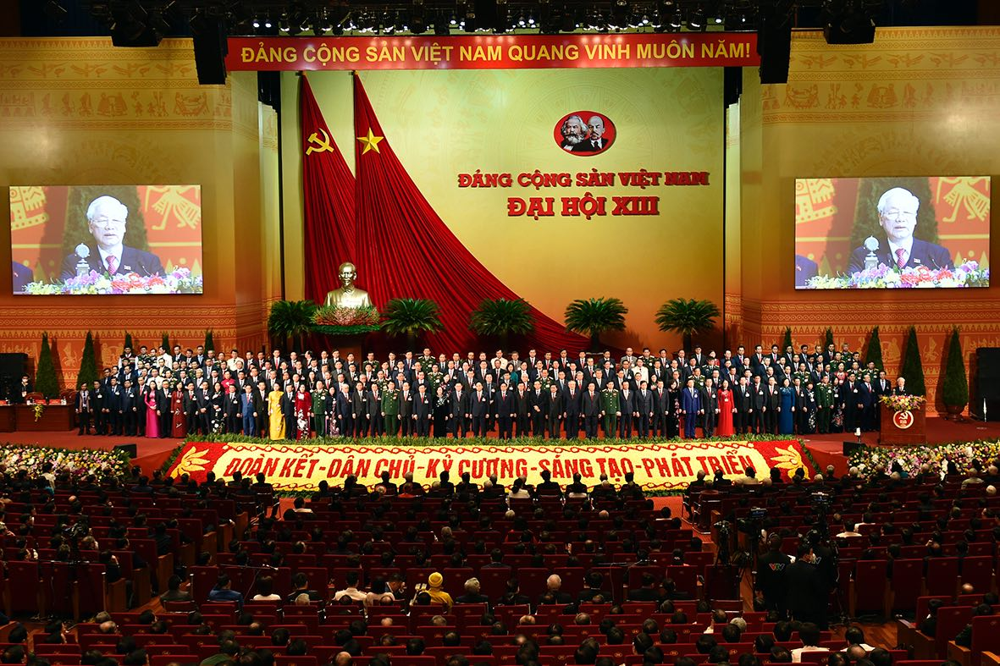 ĐẢNG CỘNG SẢN VIỆT NAM QUANG VINH MUÔN NĂM!
ĐẢNG CỘNG SẢN VIỆT NAM
ĐẠI HỘI XIII
ĐOÀN KẾT - DÂN CHỦ - KỶ CƯƠNG - SÁNG TẠO - PHÁT TRIỂN
VTV